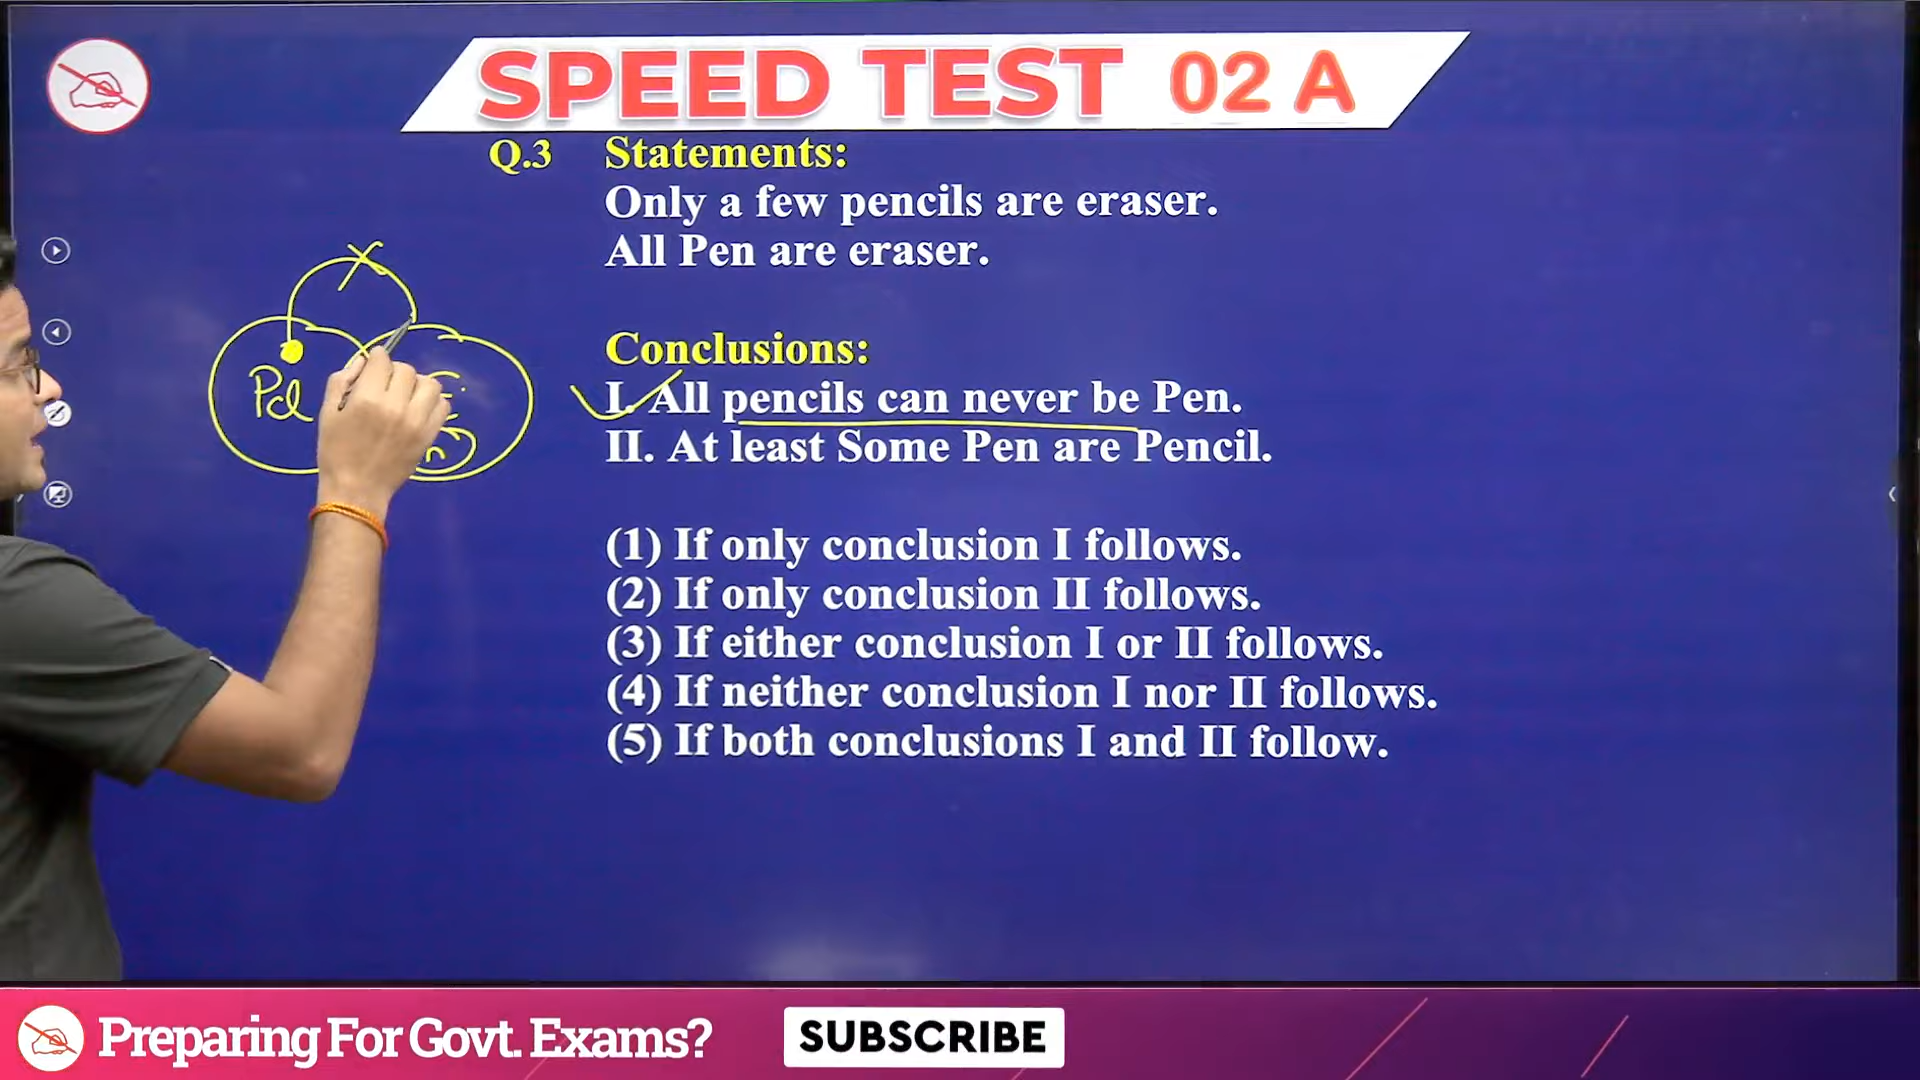 SPEED TEST 02 A
Q.3 Statements:
Only a few pencils are eraser.
All Pen are eraser.
Conclusions:
I. All pencils can never be Pen.
II. At least Some Pen are Pencil.
(1) If only conclusion I follows.
(2) If only conclusion II follows.
(3) If either conclusion I or II follows.
(4) If neither conclusion I nor II follows.
(5) If both conclusions I and II follow.
Pcl
Preparing For Govt. Exams?
SUBSCRIBE